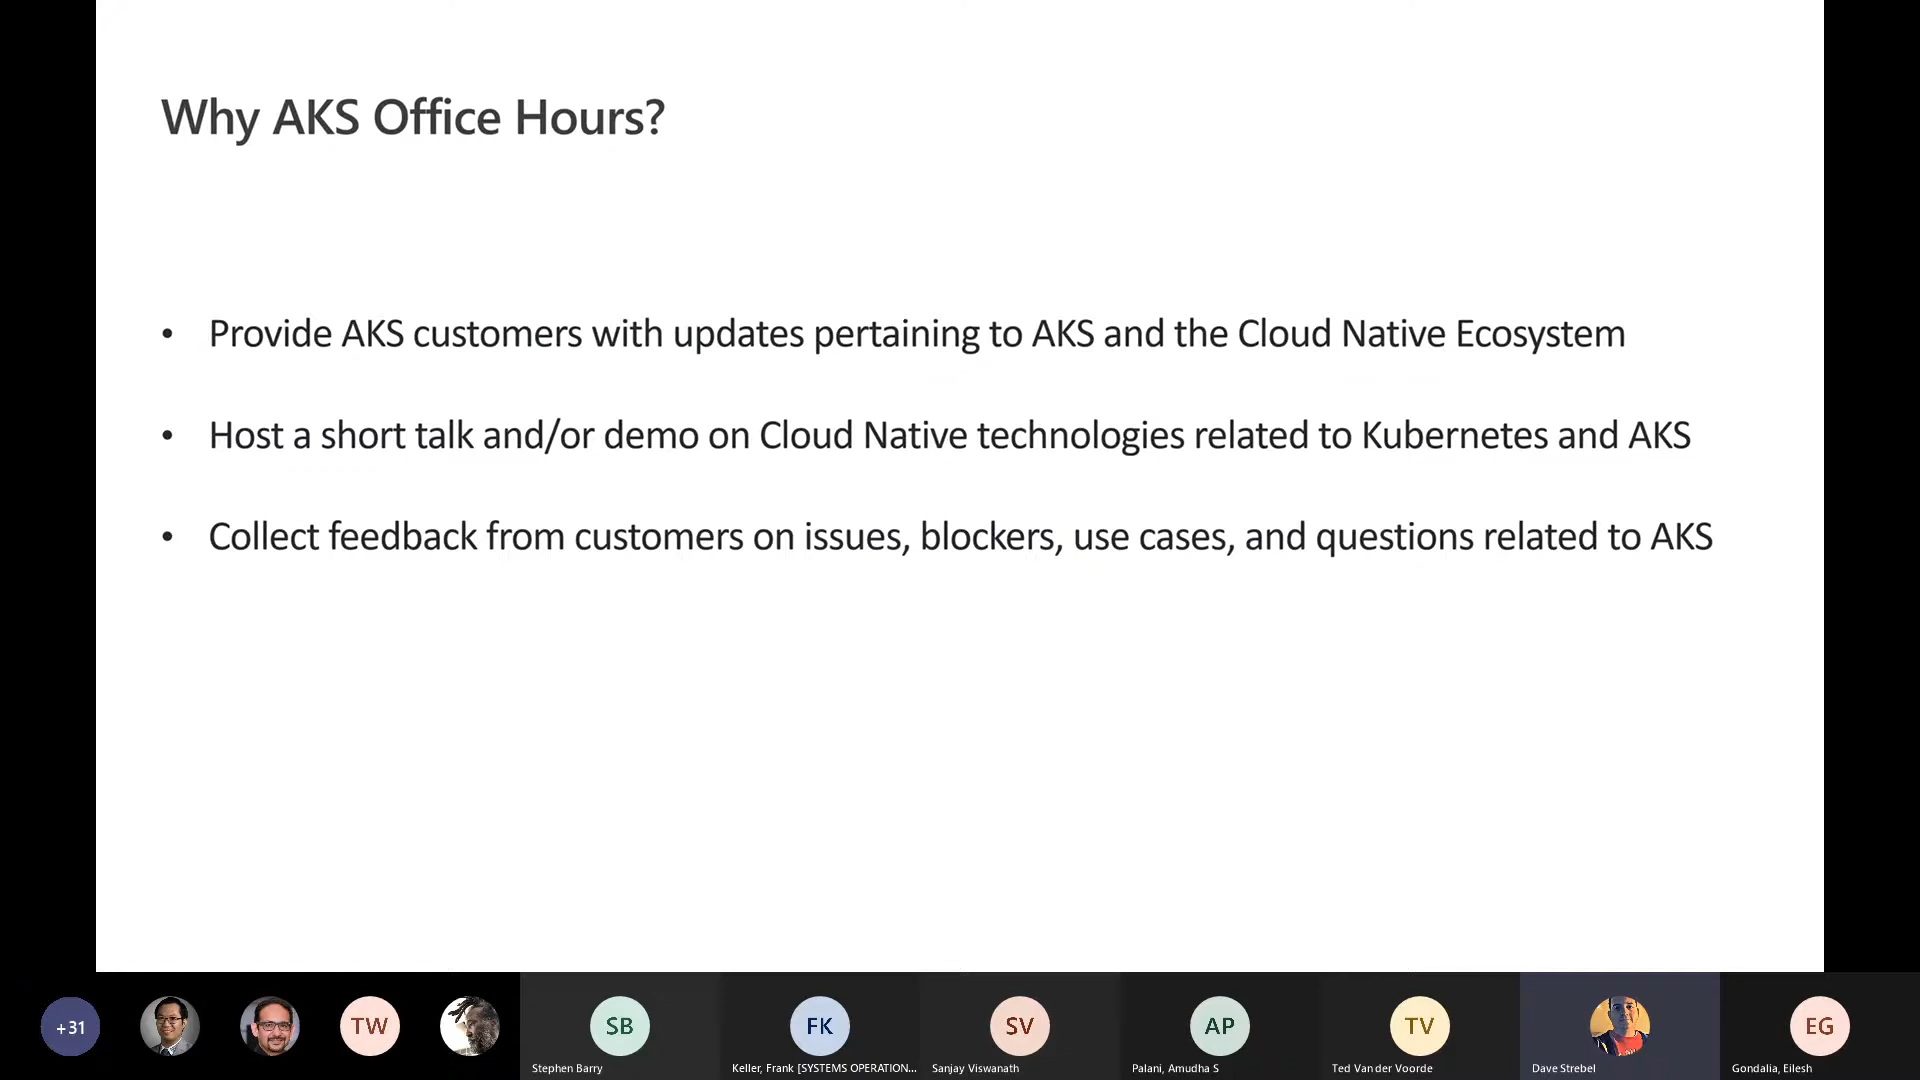 Why AKS Office Hours?
• Provide AKS customers with updates pertaining to AKS and the Cloud Native Ecosystem
• Host a short talk and/or demo on Cloud Native technologies related to Kubernetes and AKS
• Collect feedback from customers on issues, blockers, use cases, and questions related to AKS
+31
TW
SB
FK
SV
AP
TV
EG
Stephen Barry
Keller, Frank [SYSTEMS OPERATION...
Sanjay Viswanath
Palani, Amudha S
Ted Van der Voorde
Dave Strebel
Gondalia, Eilesh